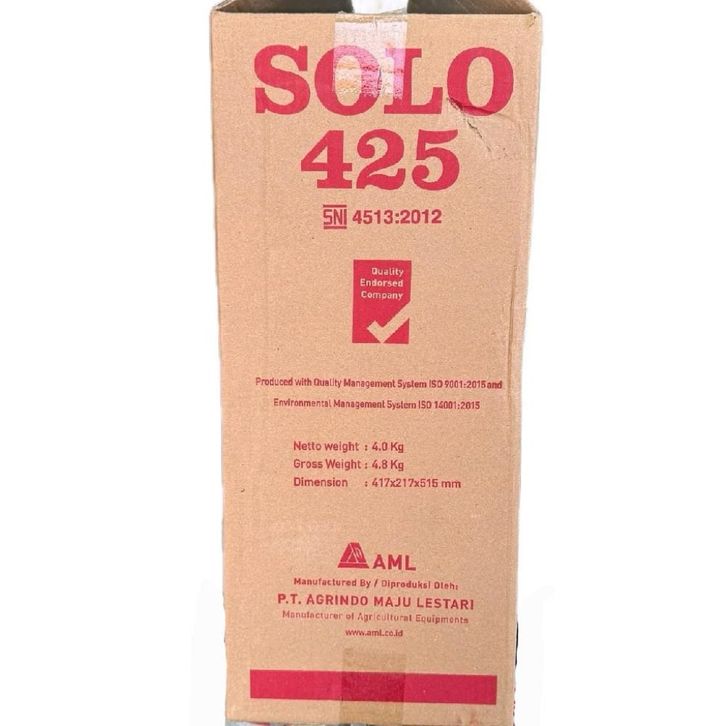 SOLO
425
SNI 4513:2012
Quality
Endorsed
Company
Produced with Quality Management System ISO 9001:2015 and
Environmental Management System ISO 14001:2015
Netto weight : 4.0 Kg
Gross Weight : 4.8 Kg
Dimension : 417x217x515 mm
AML
Manufactured By / Diproduksi Oleh:
P.T. AGRINDO MAJU LESTARI
Manufacturer of Agricultural Equipments
www.aml.co.id